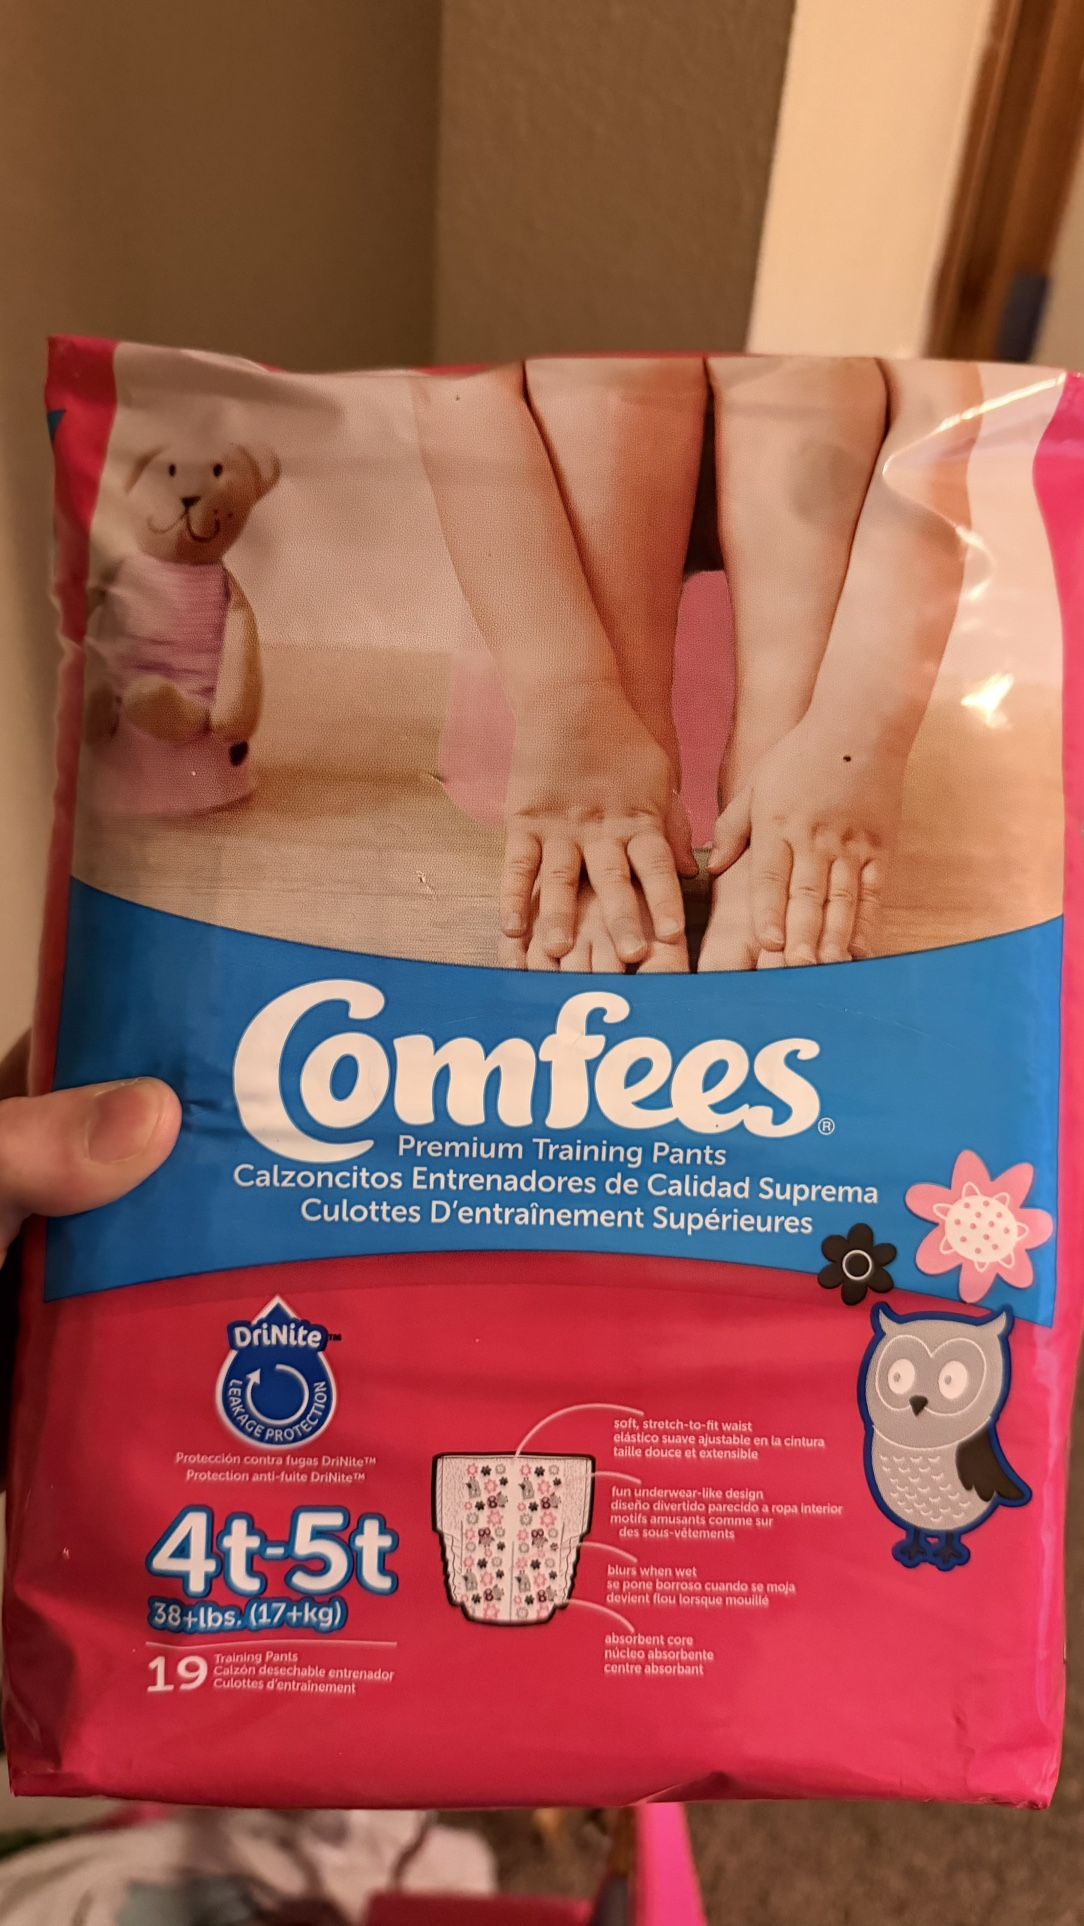 Comfees®
Premium Training Pants
Calzoncitos Entrenadores de Calidad Suprema
Culottes D'entraînement Supérieures
DriNite™
LEAKAGE PROTECTION
Protección contra fugas DriNite™
Protection anti-fuite DriNite™
4t-5t
38+lbs. (17+kg)
19
Training Pants
Calzón desechable entrenador
Culottes d'entraînement
soft, stretch-to-fit waist
elástico suave ajustable en la cintura
taille douce et extensible
fun underwear-like design
diseño divertido parecido a ropa interior
motifs amusants comme sur
des sous-vêtements
blurs when wet
se pone borroso cuando se moja
devient flou lorsque mouillé
absorbent core
núcleo absorbente
centre absorbant